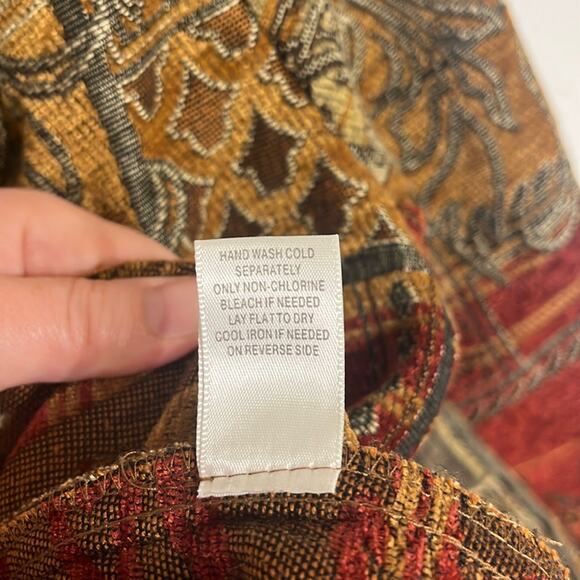 HAND WASH COLD
SEPARATELY
ONLY NON-CHLORINE
BLEACH IF NEEDED
LAY FLAT TO DRY
COOL IRON IF NEEDED
ON REVERSE SIDE